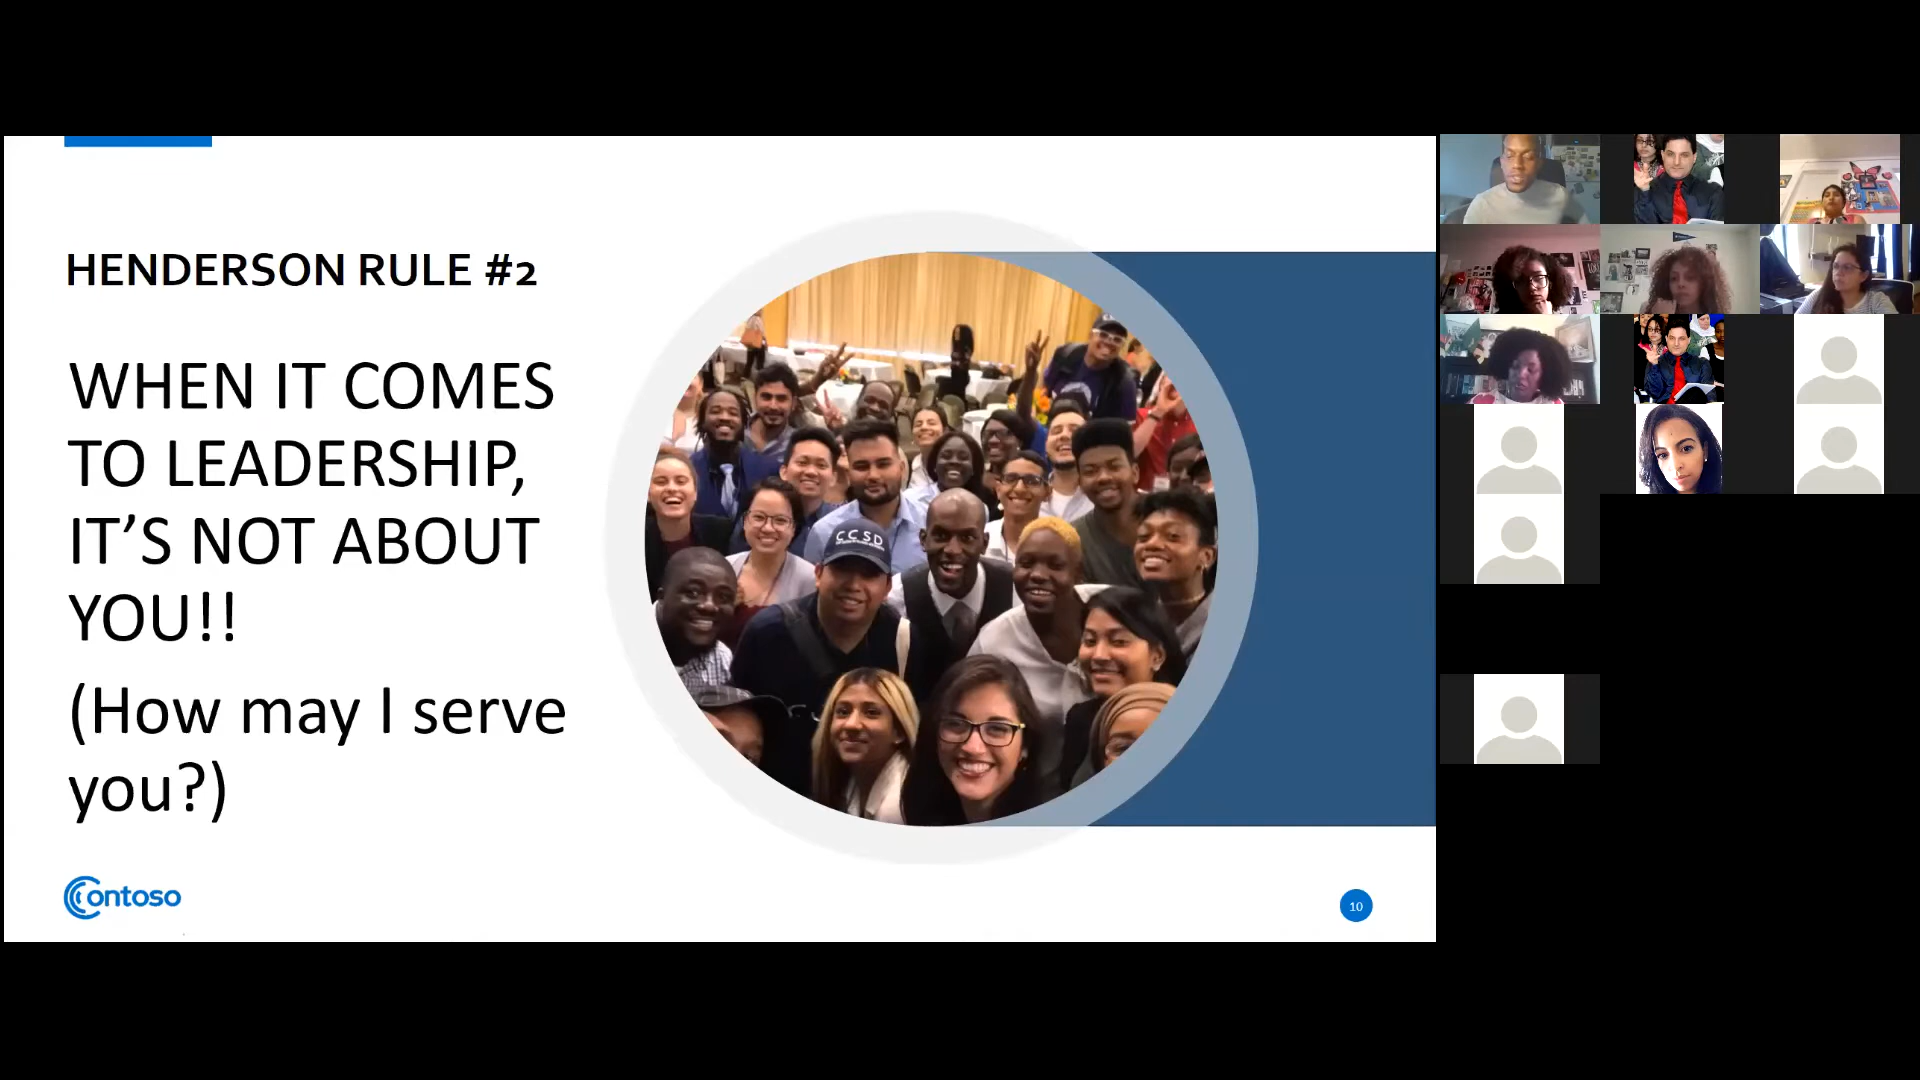 HENDERSON RULE #2
WHEN IT COMES
TO LEADERSHIP,
IT’S NOT ABOUT
YOU!!
(How may I serve
you?)
CCSD
Contoso
10